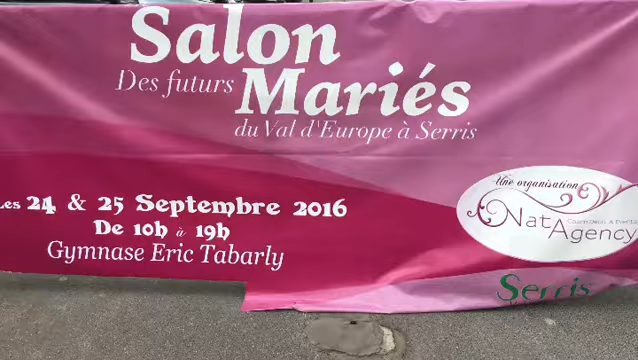 Salon
Des futurs Mariés
du Val d'Europe à Serris
Les 24 & 25 Septembre 2016
De 10h à 19h
Gymnase Eric Tabarly
Une organisation
NatAgency
Serris